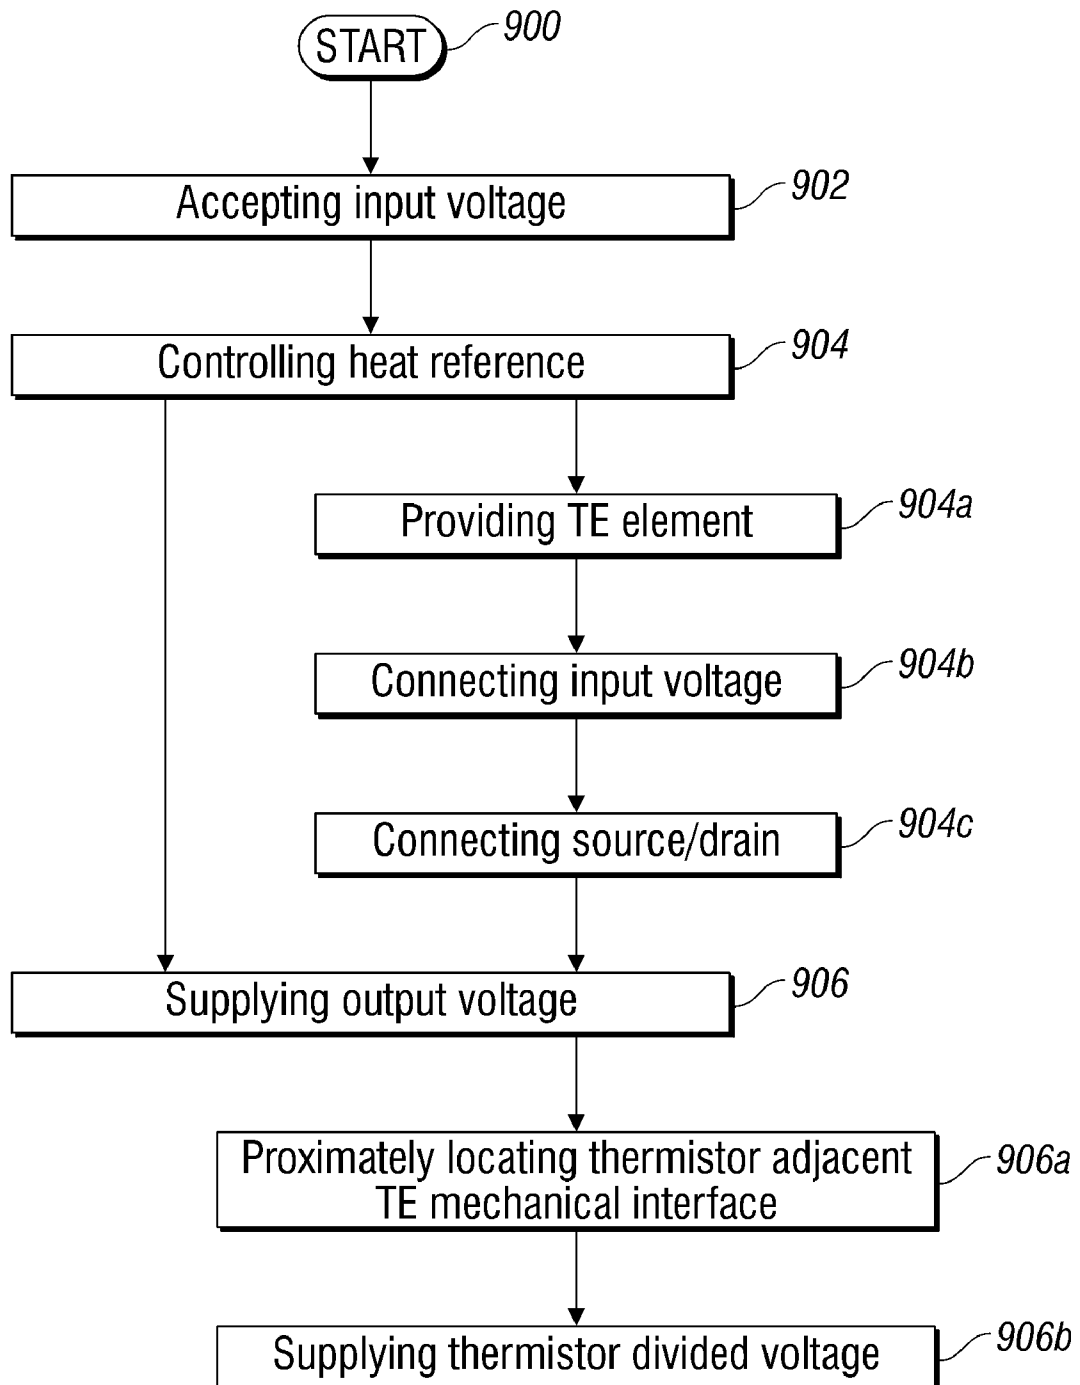 START
900
Accepting input voltage
902
Controlling heat reference
904
Providing TE element
904a
Connecting input voltage
904b
Connecting source/drain
904c
Supplying output voltage
906
Proximately locating thermistor adjacent
TE mechanical interface
906a
Supplying thermistor divided voltage
906b